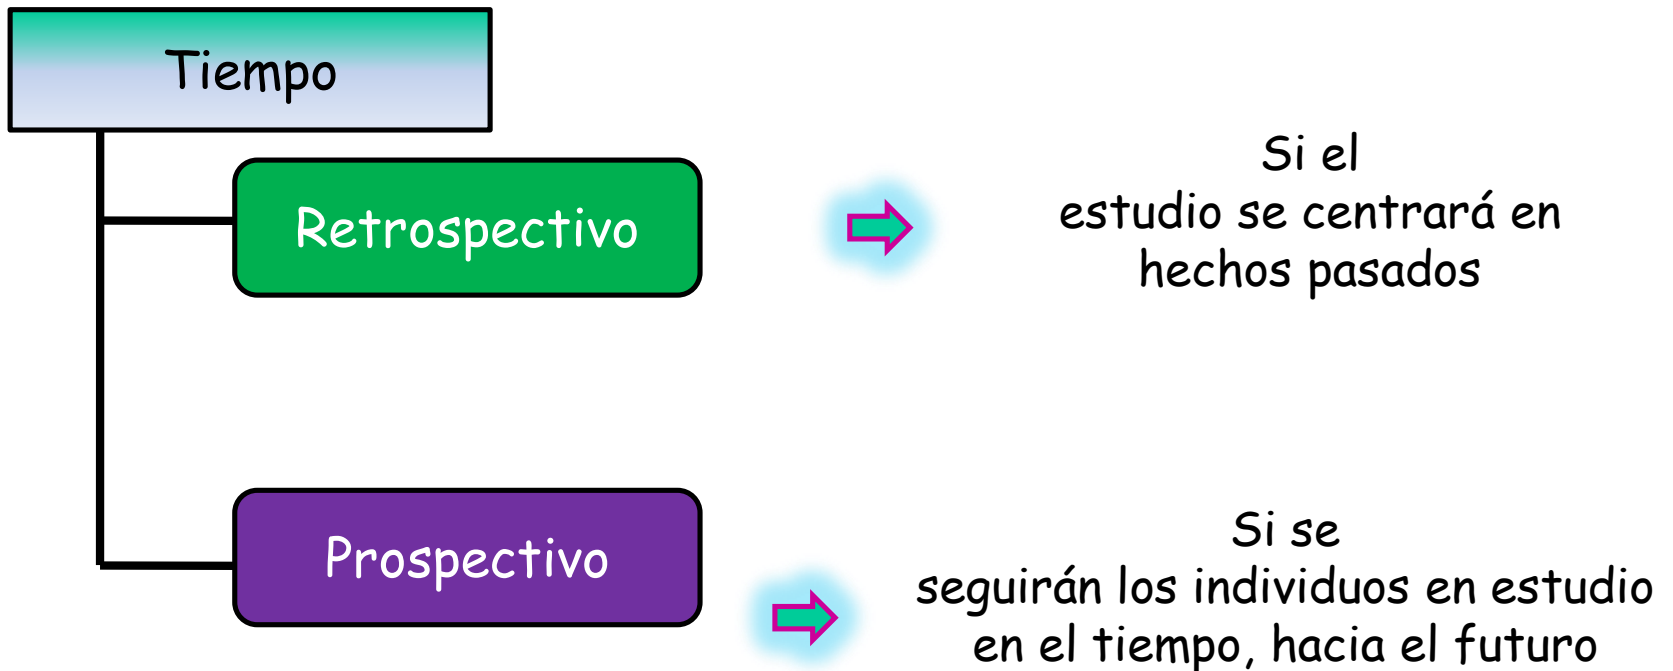 Tiempo
Retrospectivo
Si el
estudio se centrará en
hechos pasados
Prospectivo
Si se
seguirán los individuos en estudio
en el tiempo, hacia el futuro